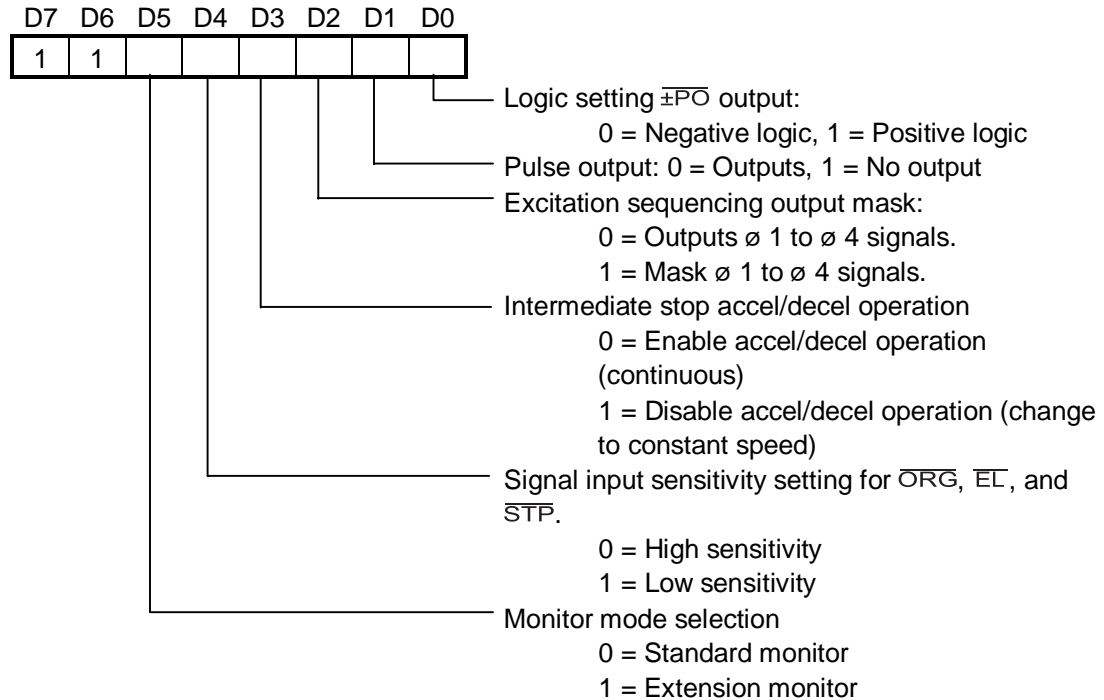 D7 D6 D5 D4 D3 D2 D1 D0
1 1
Logic setting ±PO output:
0 = Negative logic, 1 = Positive logic
Pulse output: 0 = Outputs, 1 = No output
Excitation sequencing output mask:
0 = Outputs ø 1 to ø 4 signals.
1 = Mask ø 1 to ø 4 signals.
Intermediate stop accel/decel operation
0 = Enable accel/decel operation
(continuous)
1 = Disable accel/decel operation (change
to constant speed)
Signal input sensitivity setting for ORG, EL, and
STP.
0 = High sensitivity
1 = Low sensitivity
Monitor mode selection
0 = Standard monitor
1 = Extension monitor